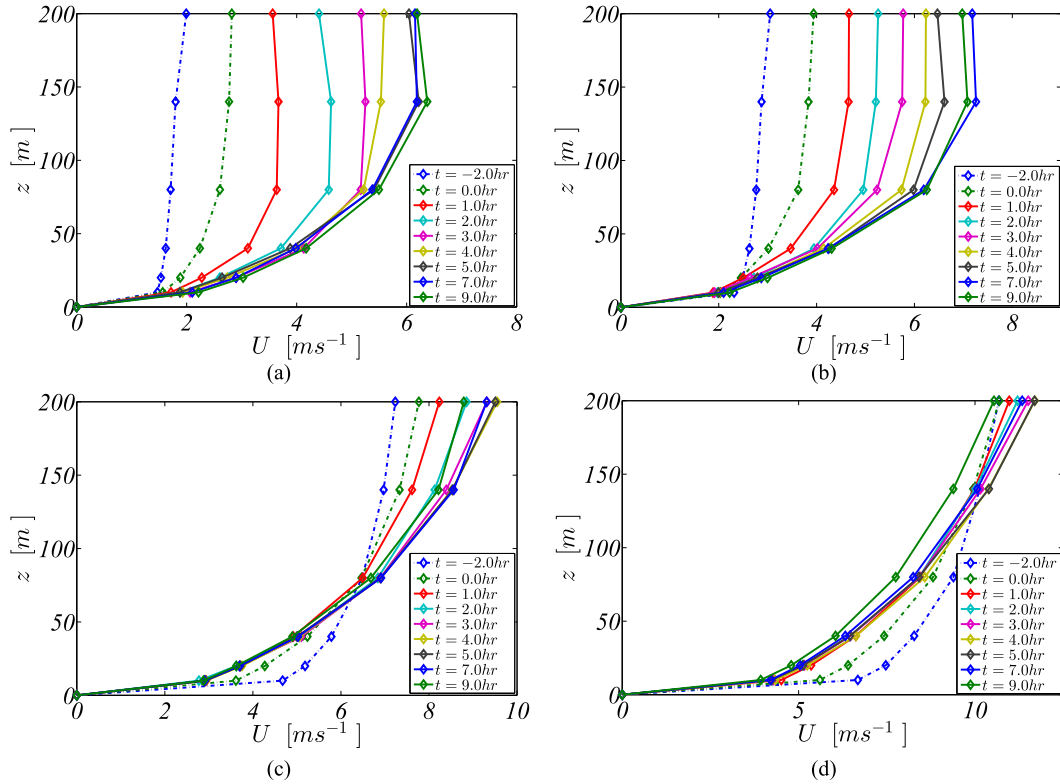 200
150
100
50
0
z [m]
0 2 4 6 8
U [ms⁻¹]
t = −2.0hr
t = 0.0hr
t = 1.0hr
t = 2.0hr
t = 3.0hr
t = 4.0hr
t = 5.0hr
t = 7.0hr
t = 9.0hr
(a)
200
150
100
50
0
z [m]
0 2 4 6 8
U [ms⁻¹]
t = −2.0hr
t = 0.0hr
t = 1.0hr
t = 2.0hr
t = 3.0hr
t = 4.0hr
t = 5.0hr
t = 7.0hr
t = 9.0hr
(b)
200
150
100
50
0
z [m]
0 2 4 6 8 10
U [ms⁻¹]
t = −2.0hr
t = 0.0hr
t = 1.0hr
t = 2.0hr
t = 3.0hr
t = 4.0hr
t = 5.0hr
t = 7.0hr
t = 9.0hr
(c)
200
150
100
50
0
z [m]
0 5 10
U [ms⁻¹]
t = −2.0hr
t = 0.0hr
t = 1.0hr
t = 2.0hr
t = 3.0hr
t = 4.0hr
t = 5.0hr
t = 7.0hr
t = 9.0hr
(d)